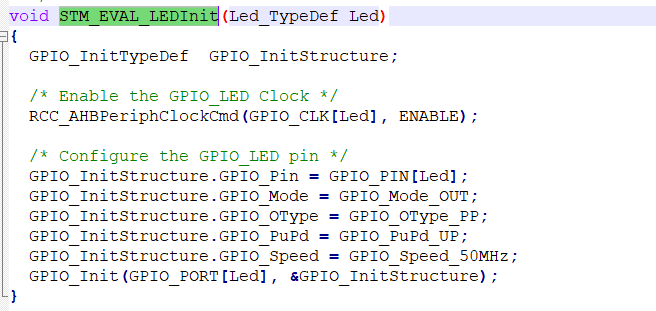 void STM_EVAL_LEDInit(Led_TypeDef Led)
{
GPIO_InitTypeDef  GPIO_InitStructure;
/* Enable the GPIO_LED Clock */
RCC_AHBPeriphClockCmd(GPIO_CLK[Led], ENABLE);
/* Configure the GPIO_LED pin */
GPIO_InitStructure.GPIO_Pin = GPIO_PIN[Led];
GPIO_InitStructure.GPIO_Mode = GPIO_Mode_OUT;
GPIO_InitStructure.GPIO_OType = GPIO_OType_PP;
GPIO_InitStructure.GPIO_PuPd = GPIO_PuPd_UP;
GPIO_InitStructure.GPIO_Speed = GPIO_Speed_50MHz;
GPIO_Init(GPIO_PORT[Led], &GPIO_InitStructure);
}